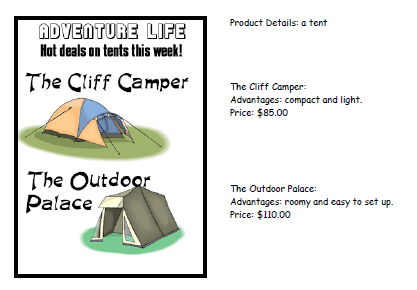 ADVENTURE LIFE
Hot deals on tents this week!
The Cliff Camper
The Outdoor
Palace
Product Details: a tent
The Cliff Camper:
Advantages: compact and light.
Price: $85.00
The Outdoor Palace:
Advantages: roomy and easy to set up.
Price: $110.00